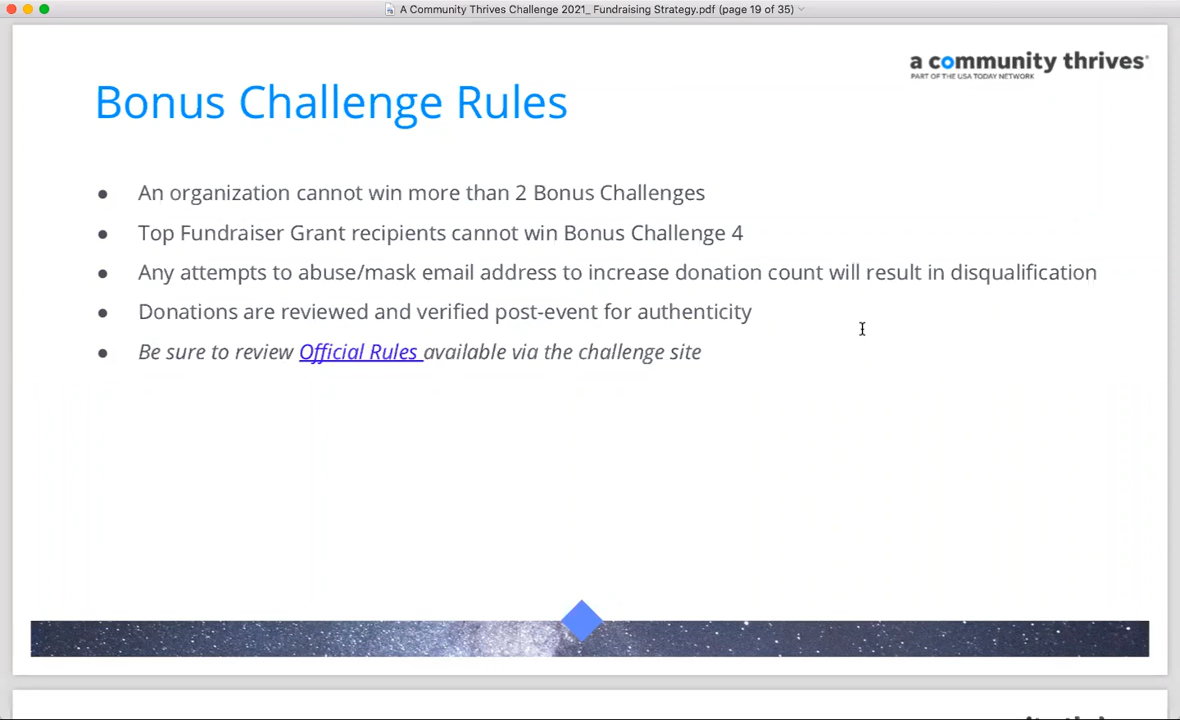 A Community Thrives Challenge 2021_ Fundraising Strategy.pdf (page 19 of 35)
a community thrives
PART OF THE USA TODAY NETWORK
Bonus Challenge Rules
● An organization cannot win more than 2 Bonus Challenges
● Top Fundraiser Grant recipients cannot win Bonus Challenge 4
● Any attempts to abuse/mask email address to increase donation count will result in disqualification
● Donations are reviewed and verified post-event for authenticity
● Be sure to review Official Rules available via the challenge site